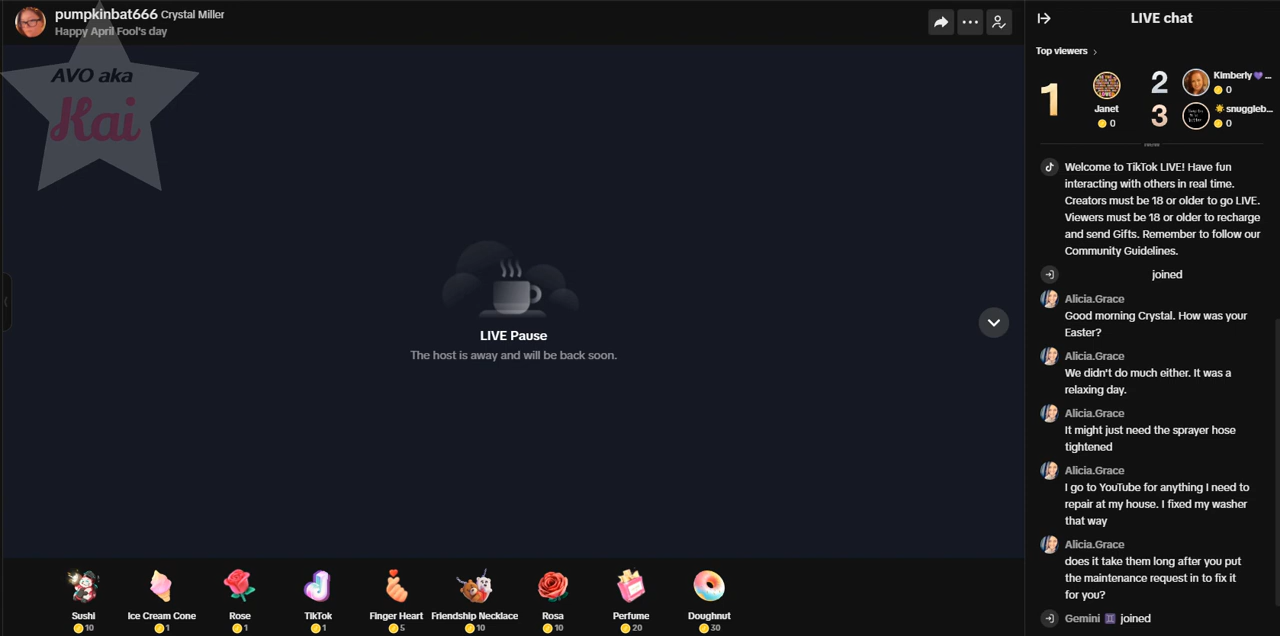 pumpkinbat666 Crystal Miller
Happy April Fool's day
AVO aka
Kai
LIVE Pause
The host is away and will be back soon.
Sushi
10
Ice Cream Cone
1
Rose
1
TikTok
1
Finger Heart
5
Friendship Necklace
10
Rosa
10
Perfume
20
Doughnut
30
LIVE chat
Top viewers >
1
Janet
0
2
Kimberly 💜 ...
0
3
snuggleb...
0
Welcome to TikTok LIVE! Have fun
interacting with others in real time.
Creators must be 18 or older to go LIVE.
Viewers must be 18 or older to recharge
and send Gifts. Remember to follow our
Community Guidelines.
joined
Alicia.Grace
Good morning Crystal. How was your
Easter?
Alicia.Grace
We didn't do much either. It was a
relaxing day.
Alicia.Grace
It might just need the sprayer hose
tightened
Alicia.Grace
I go to YouTube for anything I need to
repair at my house. I fixed my washer
that way
Alicia.Grace
does it take them long after you put
the maintenance request in to fix it
for you?
Gemini ♊ joined